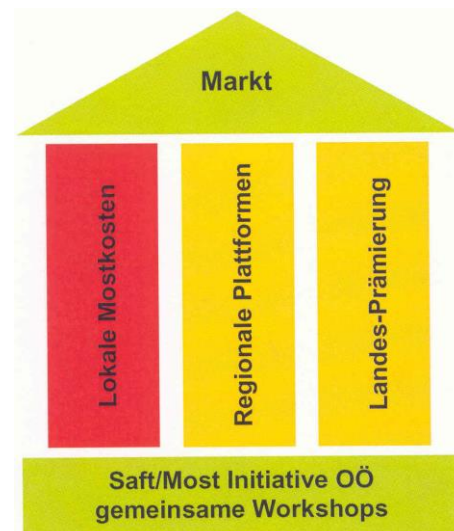 Markt
Lokale Mostkosten
Regionale Plattformen
Landes-Prämierung
Saft/Most Initiative OÖ
gemeinsame Workshops